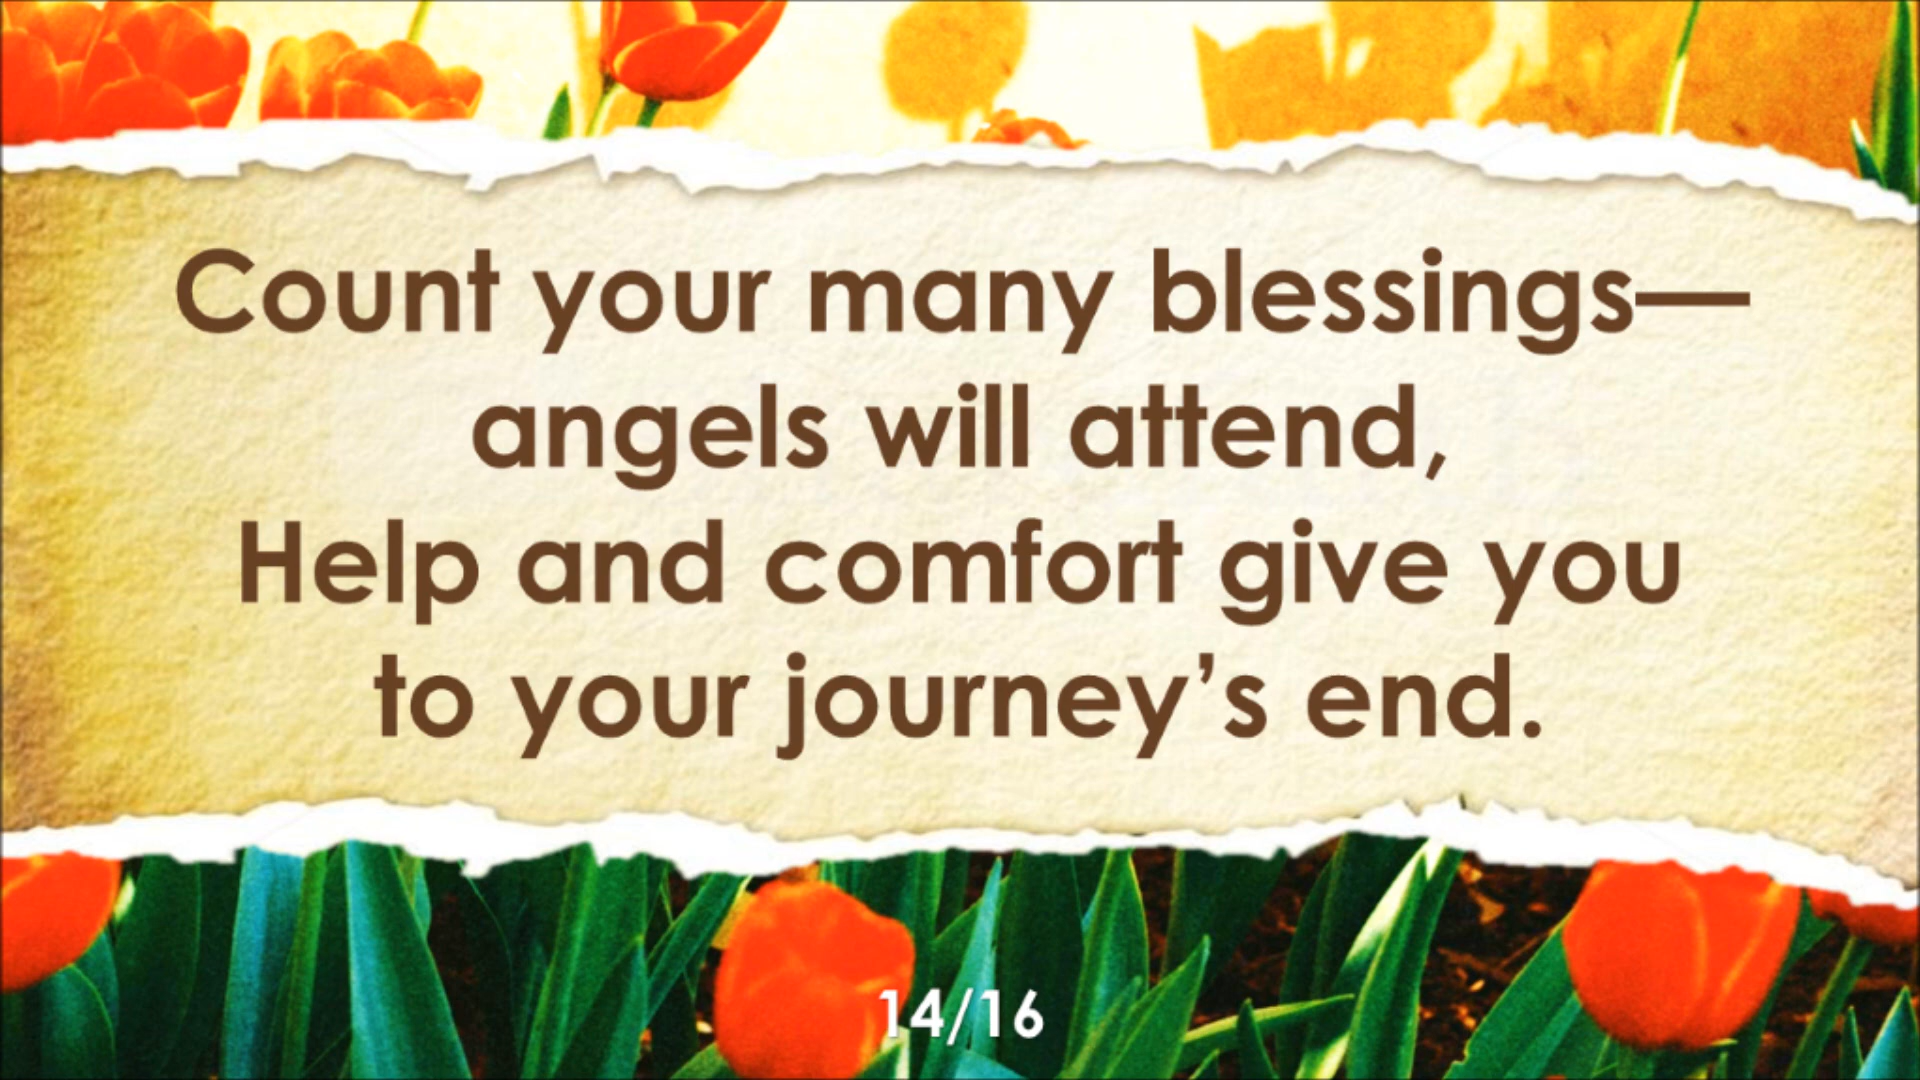 Count your many blessings—
angels will attend,
Help and comfort give you
to your journey’s end.
14/16